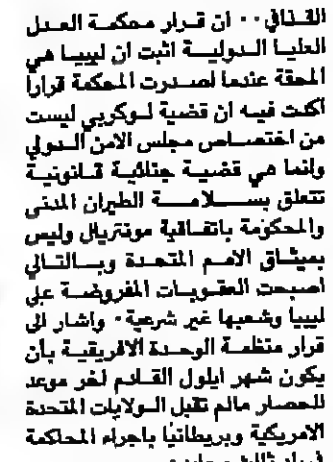 القذافي ٠٠ ان قرار محكمة العدل
العليا الدولية اثبت ان ليبيا هي
المحقة عندما اصدرت المحكمة قرارا
اكدت فيه ان قضية لوكربي ليست
من اختصاص مجلس الامن الدولي
وانما هي قضية جنائية قانونية
تتعلق بسلامة الطيران المدني
والمحكومة باتفاقية مونتريال وليس
بميثاق الامم المتحدة وبالتالي
اصبحت العقوبات المفروضة على
ليبيا وشعبها غير شرعية ٠ واشار الى
قرار منظمة الوحدة الافريقية بأن
يكون شهر ايلول القادم آخر موعد
للحصار مالم تقبل الولايات المتحدة
الامريكية وبريطانيا باجراء المحاكمة